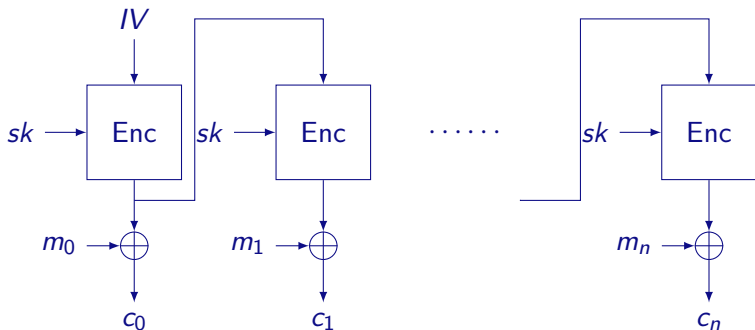 IV
sk Enc sk Enc ...... sk Enc
m₀ m₁ mₙ
c₀ c₁ cₙ